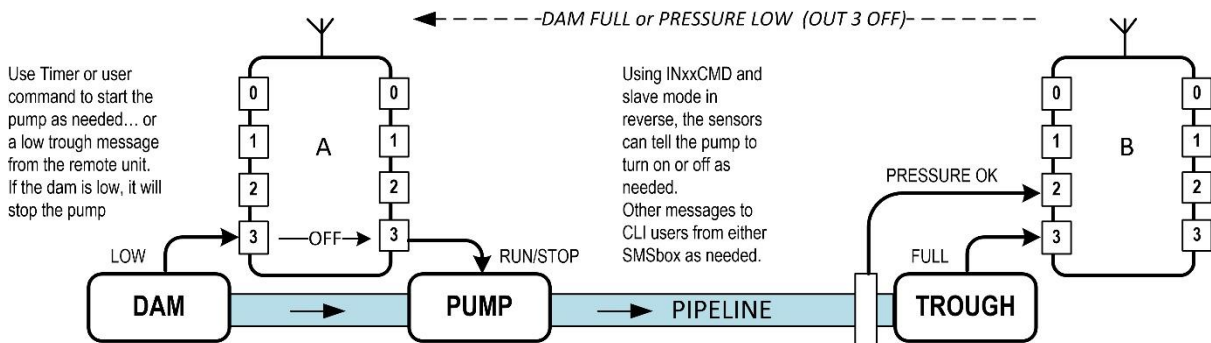 DAM FULL or PRESSURE LOW (OUT 3 OFF)
Use Timer or user
command to start the
pump as needed... or
a low trough message
from the remote unit.
If the dam is low, it will
stop the pump
0
1
2
3
A
OFF
0
1
2
3
LOW
RUN/STOP
Using INxxCMD and
slave mode in
reverse, the sensors
can tell the pump to
turn on or off as
needed.
Other messages to
CLI users from either
SMSbox as needed.
PRESSURE OK
FULL
0
1
2
3
B
0
1
2
3
DAM
PUMP
PIPELINE
TROUGH